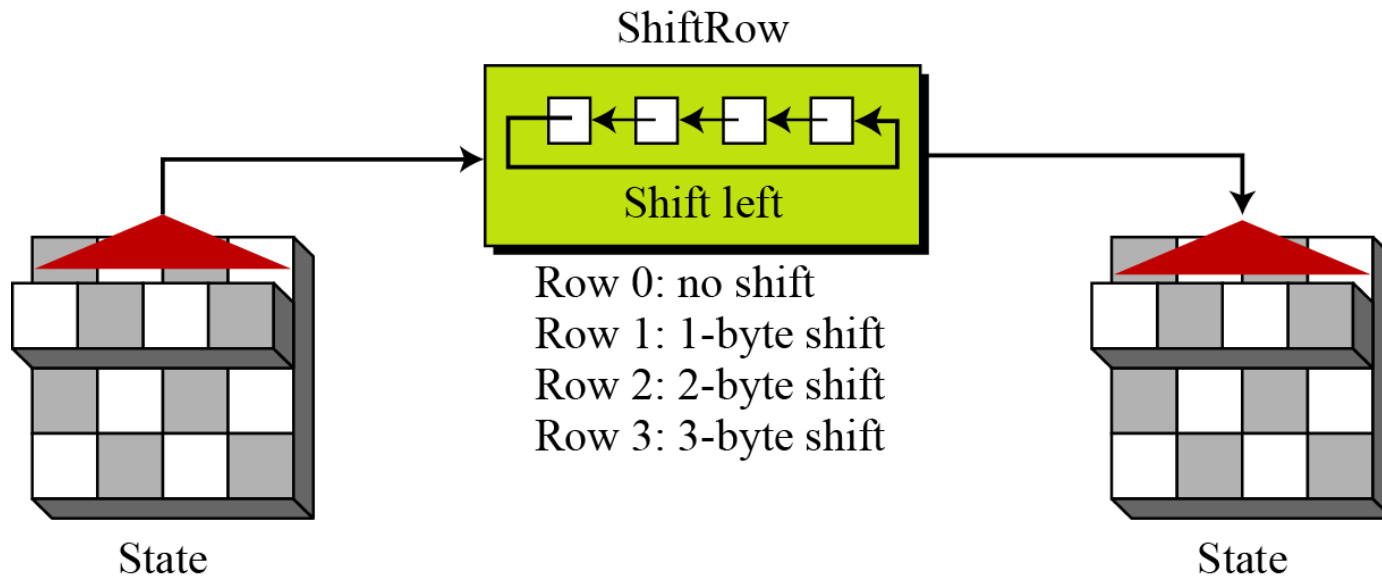 ShiftRow
Shift left
Row 0: no shift
Row 1: 1-byte shift
Row 2: 2-byte shift
Row 3: 3-byte shift
State
State